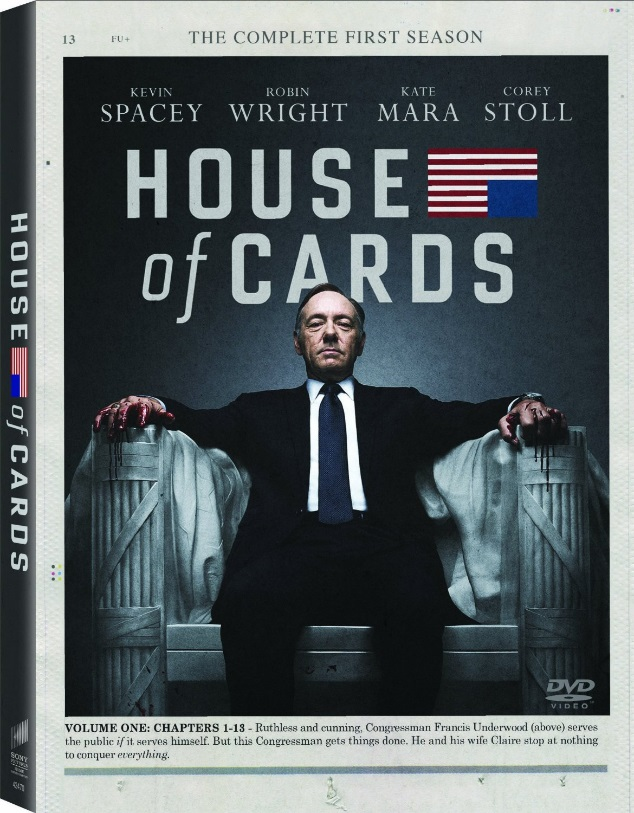 13 FU+ THE COMPLETE FIRST SEASON
KEVIN ROBIN KATE COREY
SPACEY WRIGHT MARA STOLL
HOUSE
of CARDS
HOUSE of CARDS
DVD
VIDEO
VOLUME ONE: CHAPTERS 1-13 - Ruthless and cunning, Congressman Francis Underwood (above) serves
the public if it serves himself. But this Congressman gets things done. He and his wife Claire stop at nothing
to conquer everything.
SONY